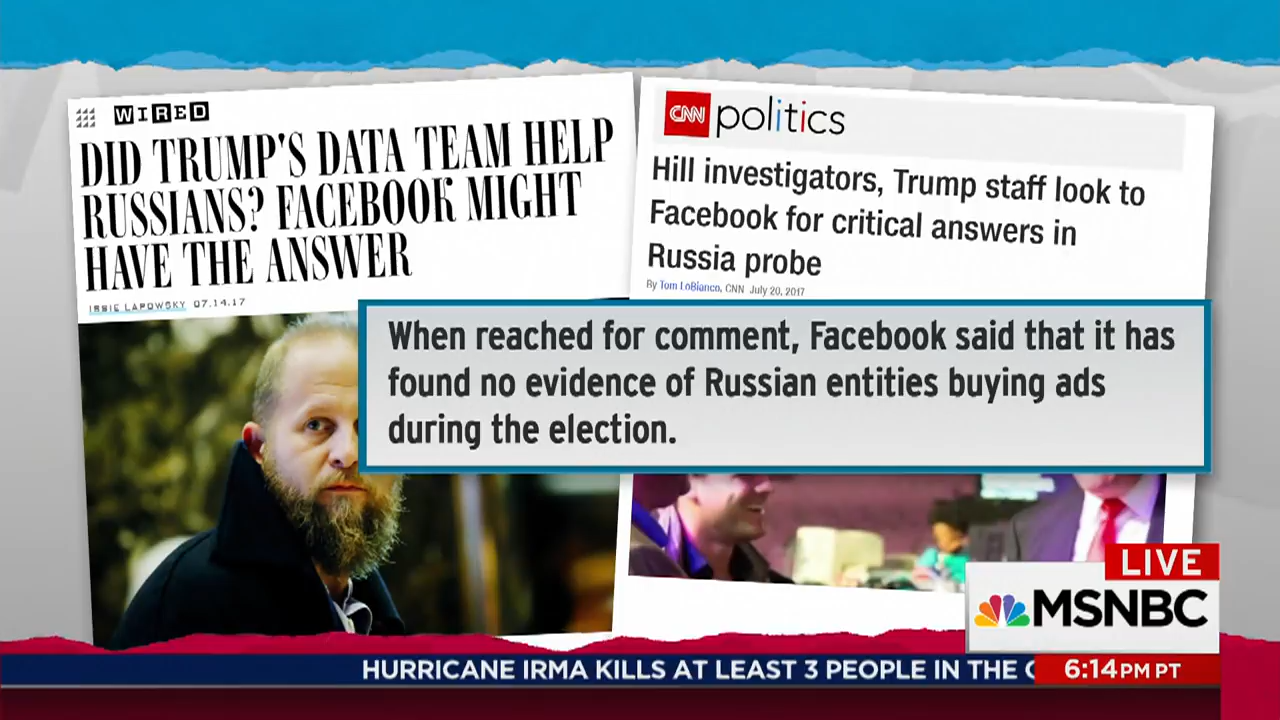 WIRED
DID TRUMP'S DATA TEAM HELP
RUSSIANS? FACEBOOK MIGHT
HAVE THE ANSWER
ISSIE LAPOWSKY 07.14.17
CNN politics
Hill investigators, Trump staff look to
Facebook for critical answers in
Russia probe
By Tom LoBianco, CNN July 20, 2017
When reached for comment, Facebook said that it has
found no evidence of Russian entities buying ads
during the election.
LIVE
MSNBC
HURRICANE IRMA KILLS AT LEAST 3 PEOPLE IN THE
6:14PM PT